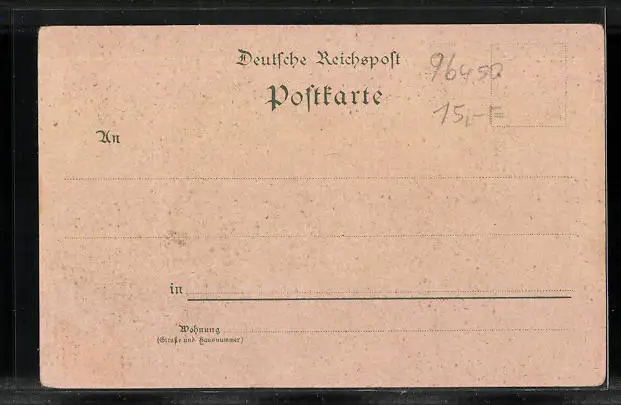 Deutsche Reichspost
Postkarte
96450
15,-
An
in
Wohnung
(Straße und Hausnummer)